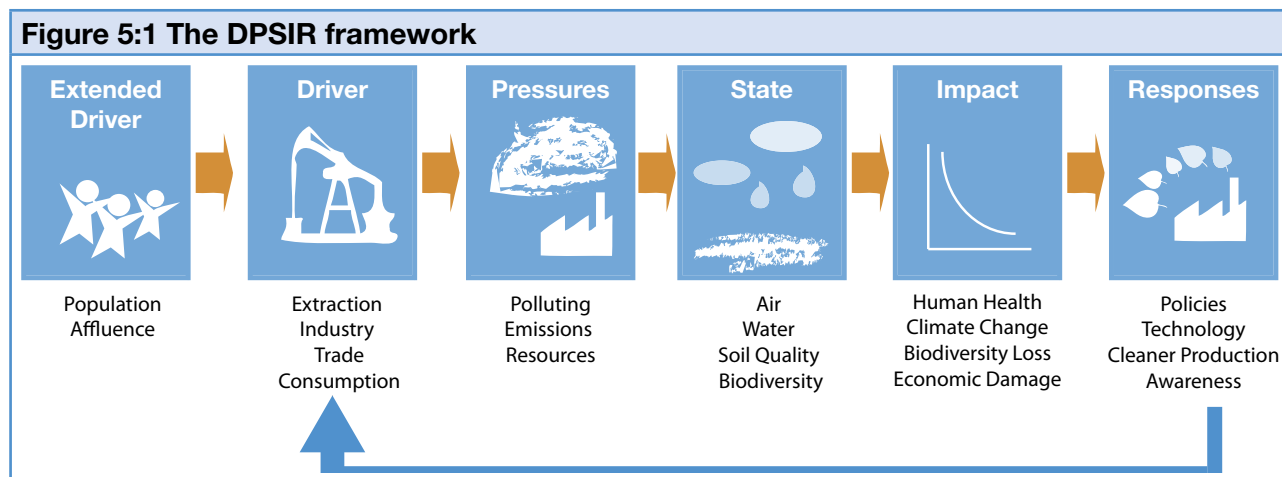 Figure 5:1 The DPSIR framework
Extended
Driver
Population
Affluence
Driver
Extraction
Industry
Trade
Consumption
Pressures
Polluting
Emissions
Resources
State
Air
Water
Soil Quality
Biodiversity
Impact
Human Health
Climate Change
Biodiversity Loss
Economic Damage
Responses
Policies
Technology
Cleaner Production
Awareness